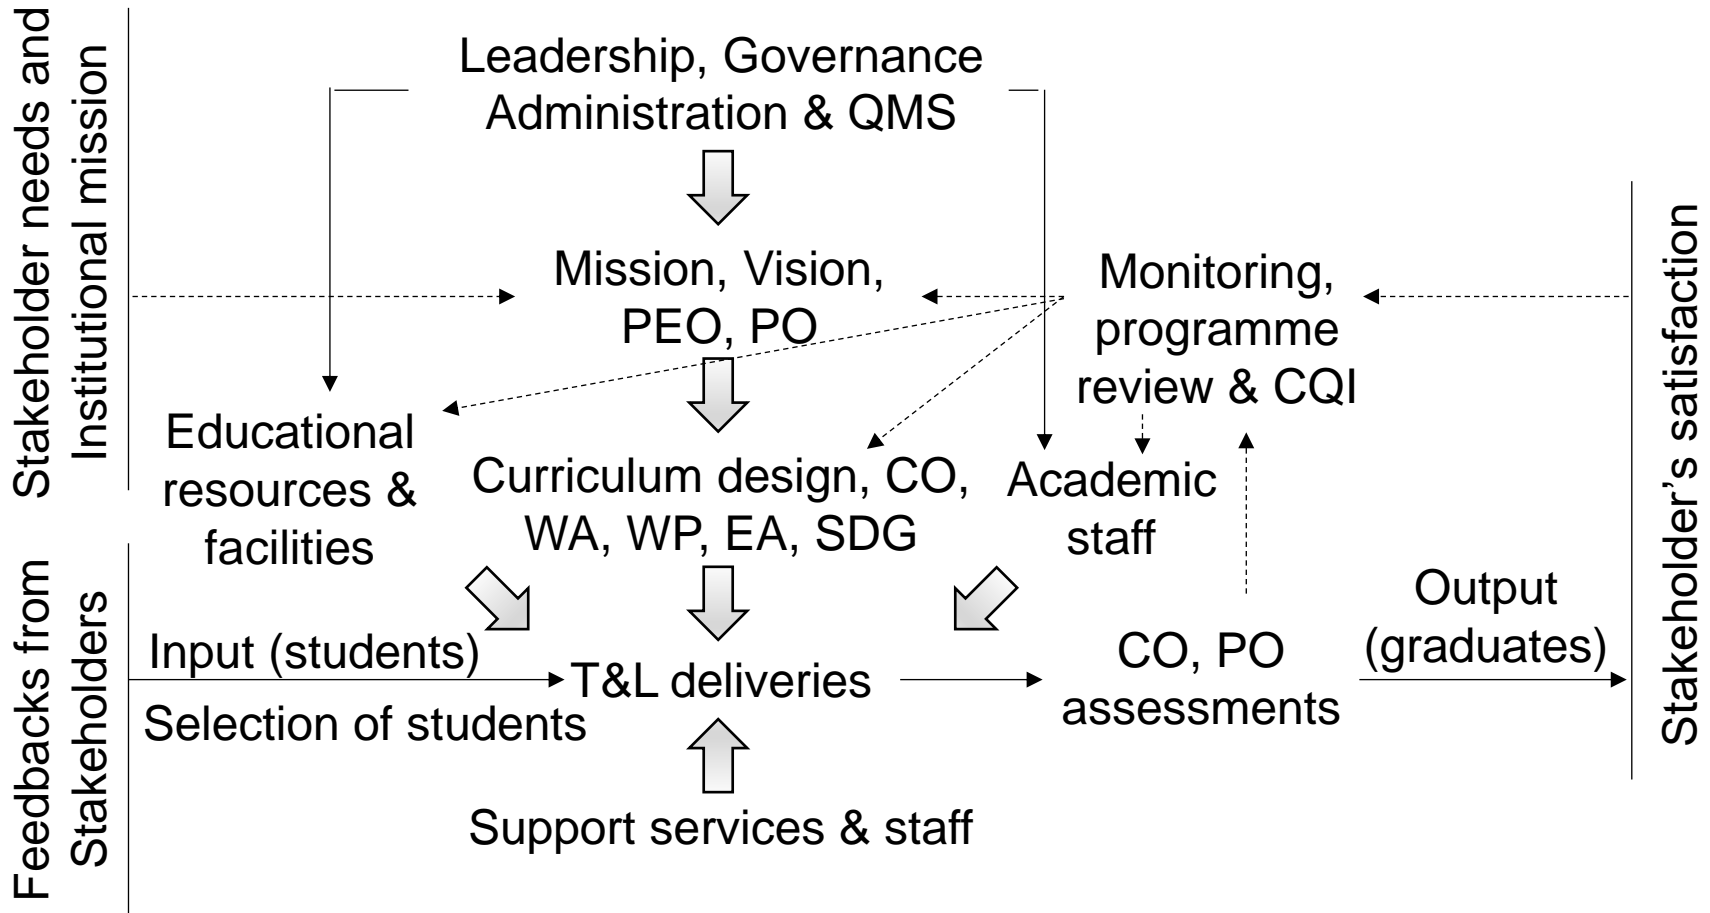 Stakeholder needs and
Institutional mission
Leadership, Governance
Administration & QMS
Mission, Vision,
PEO, PO
Monitoring,
programme
review & CQI
Stakeholder's satisfaction
Educational
resources &
facilities
Curriculum design, CO,
WA, WP, EA, SDG
Academic
staff
Feedbacks from
Stakeholders
Input (students)
Selection of students
T&L deliveries
CO, PO
assessments
Output
(graduates)
Support services & staff